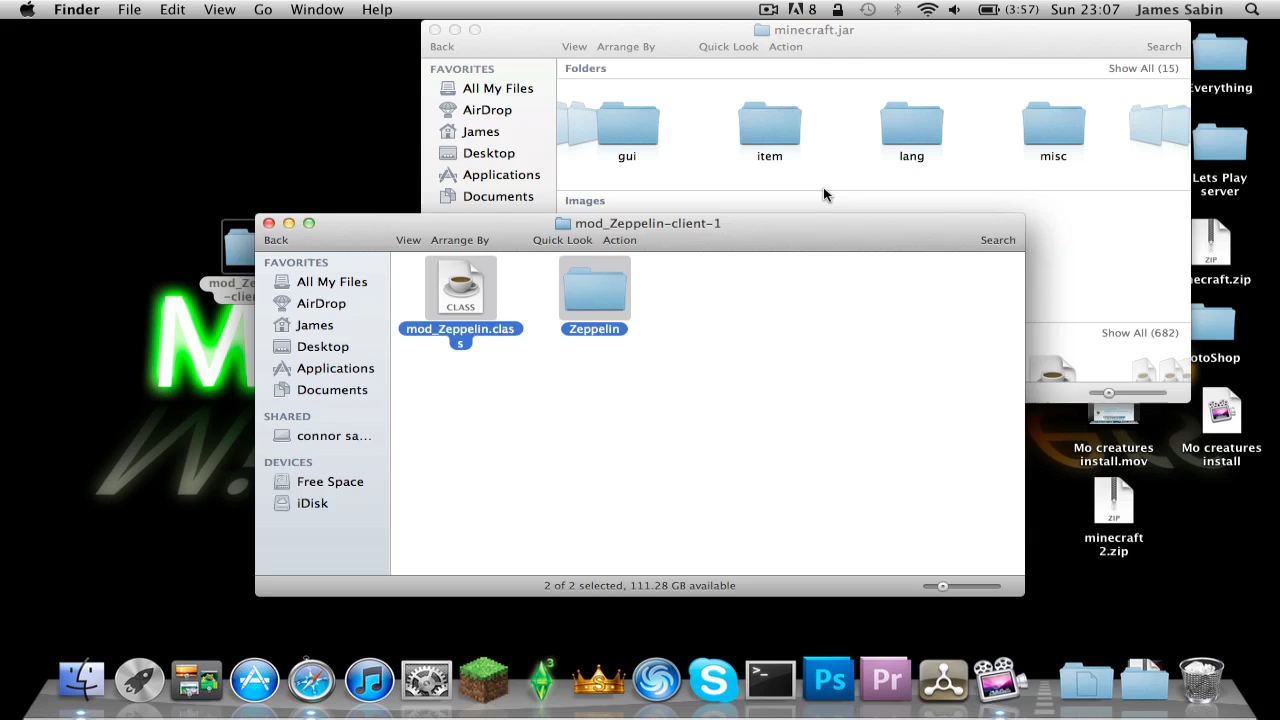 Finder File Edit View Go Window Help 8 (3:57) Sun 23:07 James Sabin
minecraft.jar
Back View Arrange By Quick Look Action Search
FAVORITES
All My Files
AirDrop
James
Desktop
Applications
Documents
Folders Show All (15)
gui item lang misc
Images
Show All (682)
mod_Zeppelin-client-1
Back View Arrange By Quick Look Action Search
FAVORITES
All My Files
AirDrop
James
Desktop
Applications
Documents
SHARED
connor sa...
DEVICES
Free Space
iDisk
CLASS
mod_Zeppelin.clas
s
Zeppelin
2 of 2 selected, 111.28 GB available
mod_Ze
-clie
M
Everything
Lets Play
server
ZIP
necraft.zip
otoShop
Mo creatures
install.mov
Mo creatures
install
ZIP
minecraft
2.zip
3
Ps
Pr